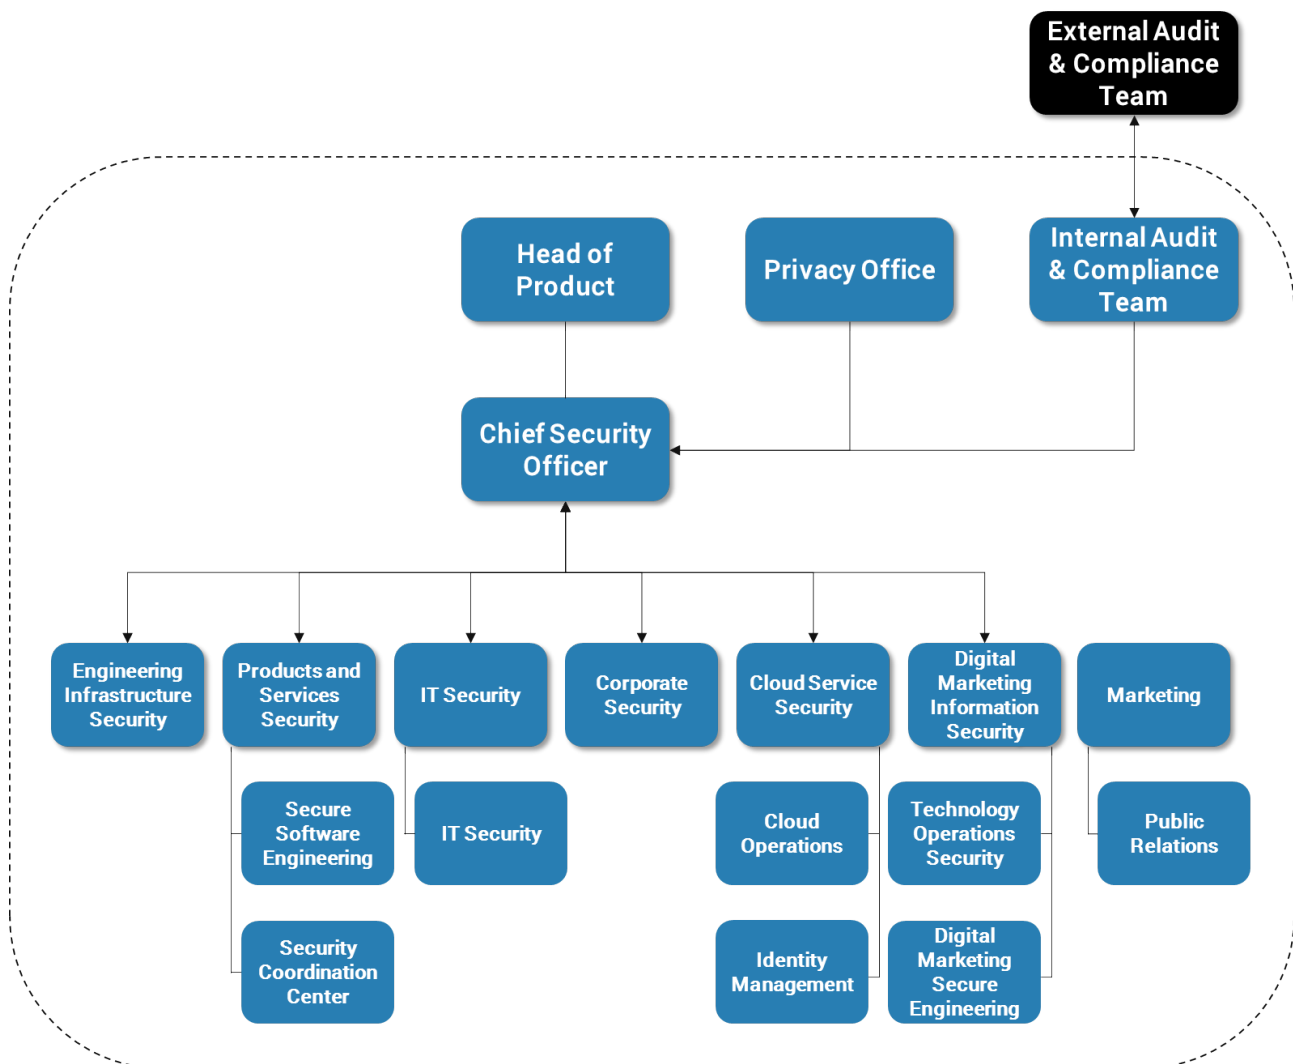 External Audit
& Compliance
Team
Head of
Product
Privacy Office
Internal Audit
& Compliance
Team
Chief Security
Officer
Engineering
Infrastructure
Security
Products and
Services
Security
IT Security
Corporate
Security
Cloud Service
Security
Digital
Marketing
Information
Security
Marketing
Secure
Software
Engineering
IT Security
Cloud
Operations
Technology
Operations
Security
Public
Relations
Security
Coordination
Center
Identity
Management
Digital
Marketing
Secure
Engineering